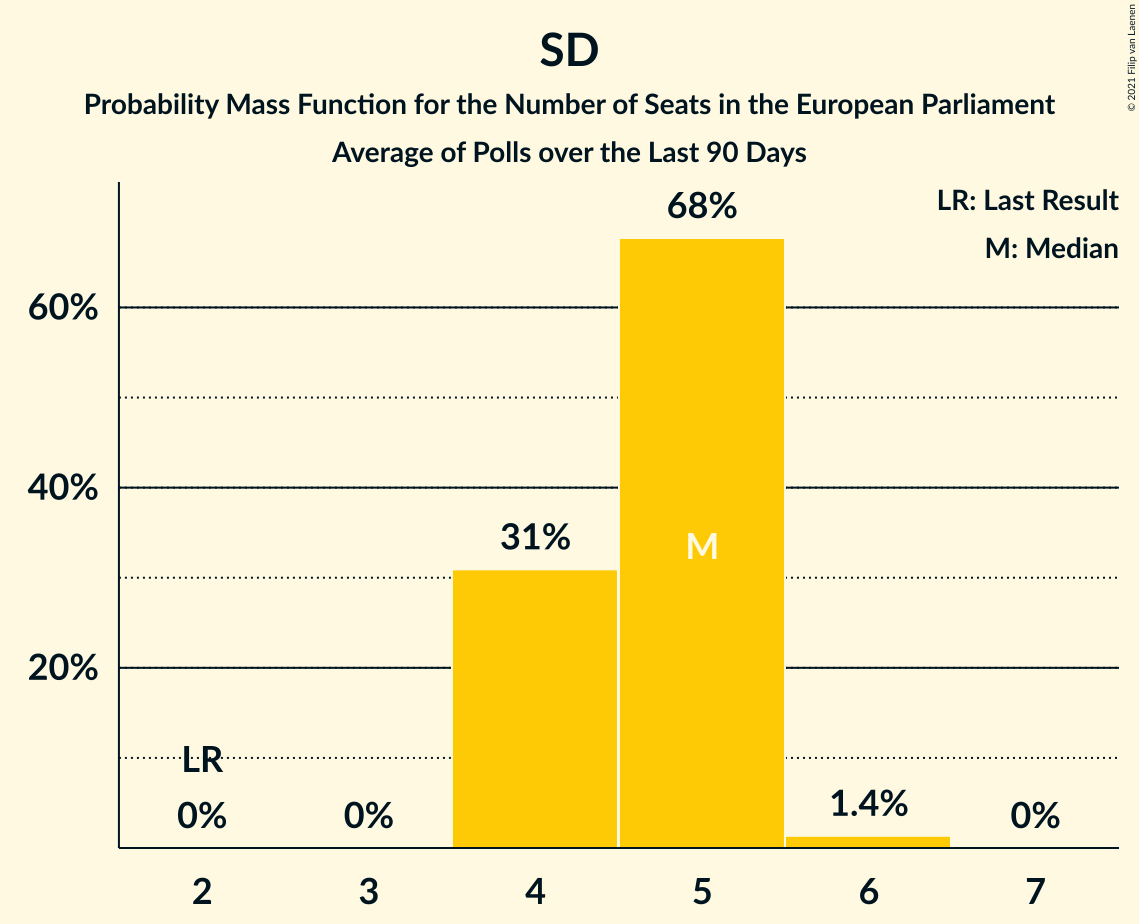 SD
Probability Mass Function for the Number of Seats in the European Parliament
Average of Polls over the Last 90 Days
© 2021 Filip van Laenen
LR: Last Result
M: Median
68%
60%
40%
31%
M
20%
LR
0%
0%
1.4%
0%
2
3
4
5
6
7